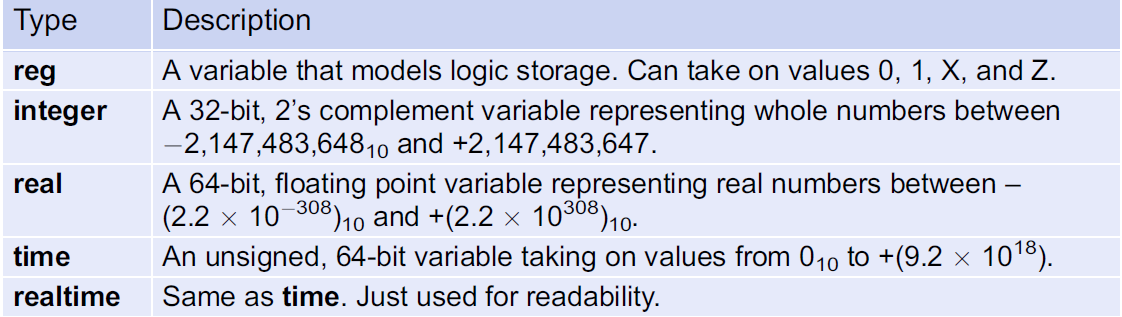 Type Description
reg A variable that models logic storage. Can take on values 0, 1, X, and Z.
integer A 32-bit, 2’s complement variable representing whole numbers between
−2,147,483,648₁₀ and +2,147,483,647.
real A 64-bit, floating point variable representing real numbers between –
(2.2 × 10⁻³⁰⁸)₁₀ and +(2.2 × 10³⁰⁸)₁₀.
time An unsigned, 64-bit variable taking on values from 0₁₀ to +(9.2 × 10¹⁸).
realtime Same as time. Just used for readability.